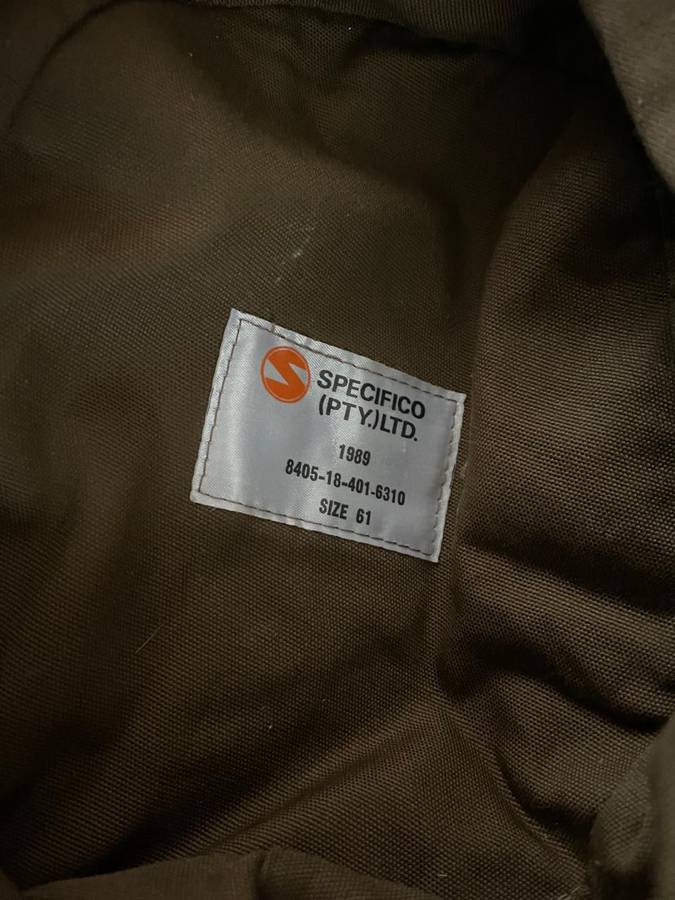 SPECIFICO
(PTY.)LTD.
1989
8405-18-401-6310
SIZE 61